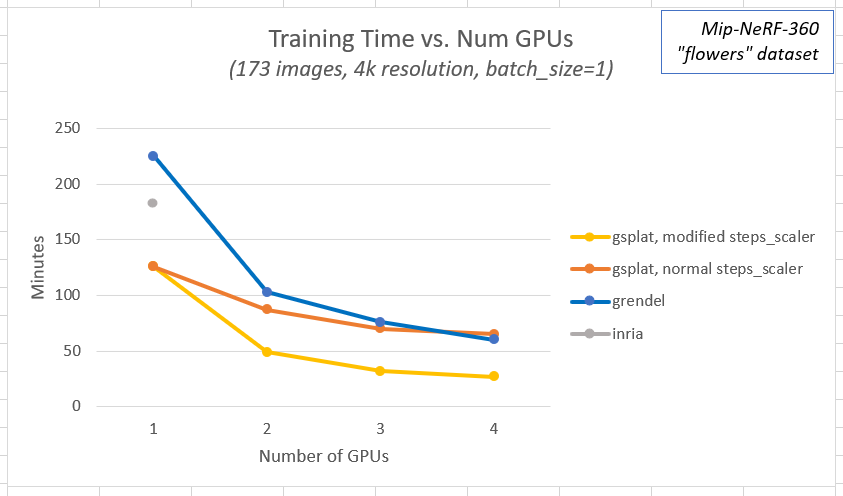 Training Time vs. Num GPUs
(173 images, 4k resolution, batch_size=1)
Mip-NeRF-360
"flowers" dataset
250
200
150
100
50
0
Minutes
1 2 3 4
Number of GPUs
gsplat, modified steps_scaler
gsplat, normal steps_scaler
grendel
inria